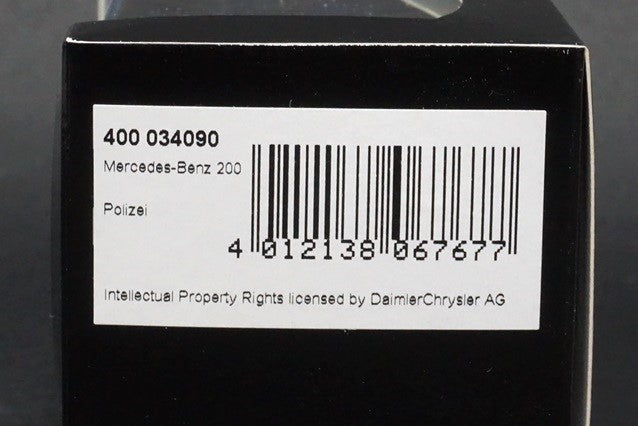 400 034090
Mercedes-Benz 200
Polizei
4 012138 067677
Intellectual Property Rights licensed by DaimlerChrysler AG